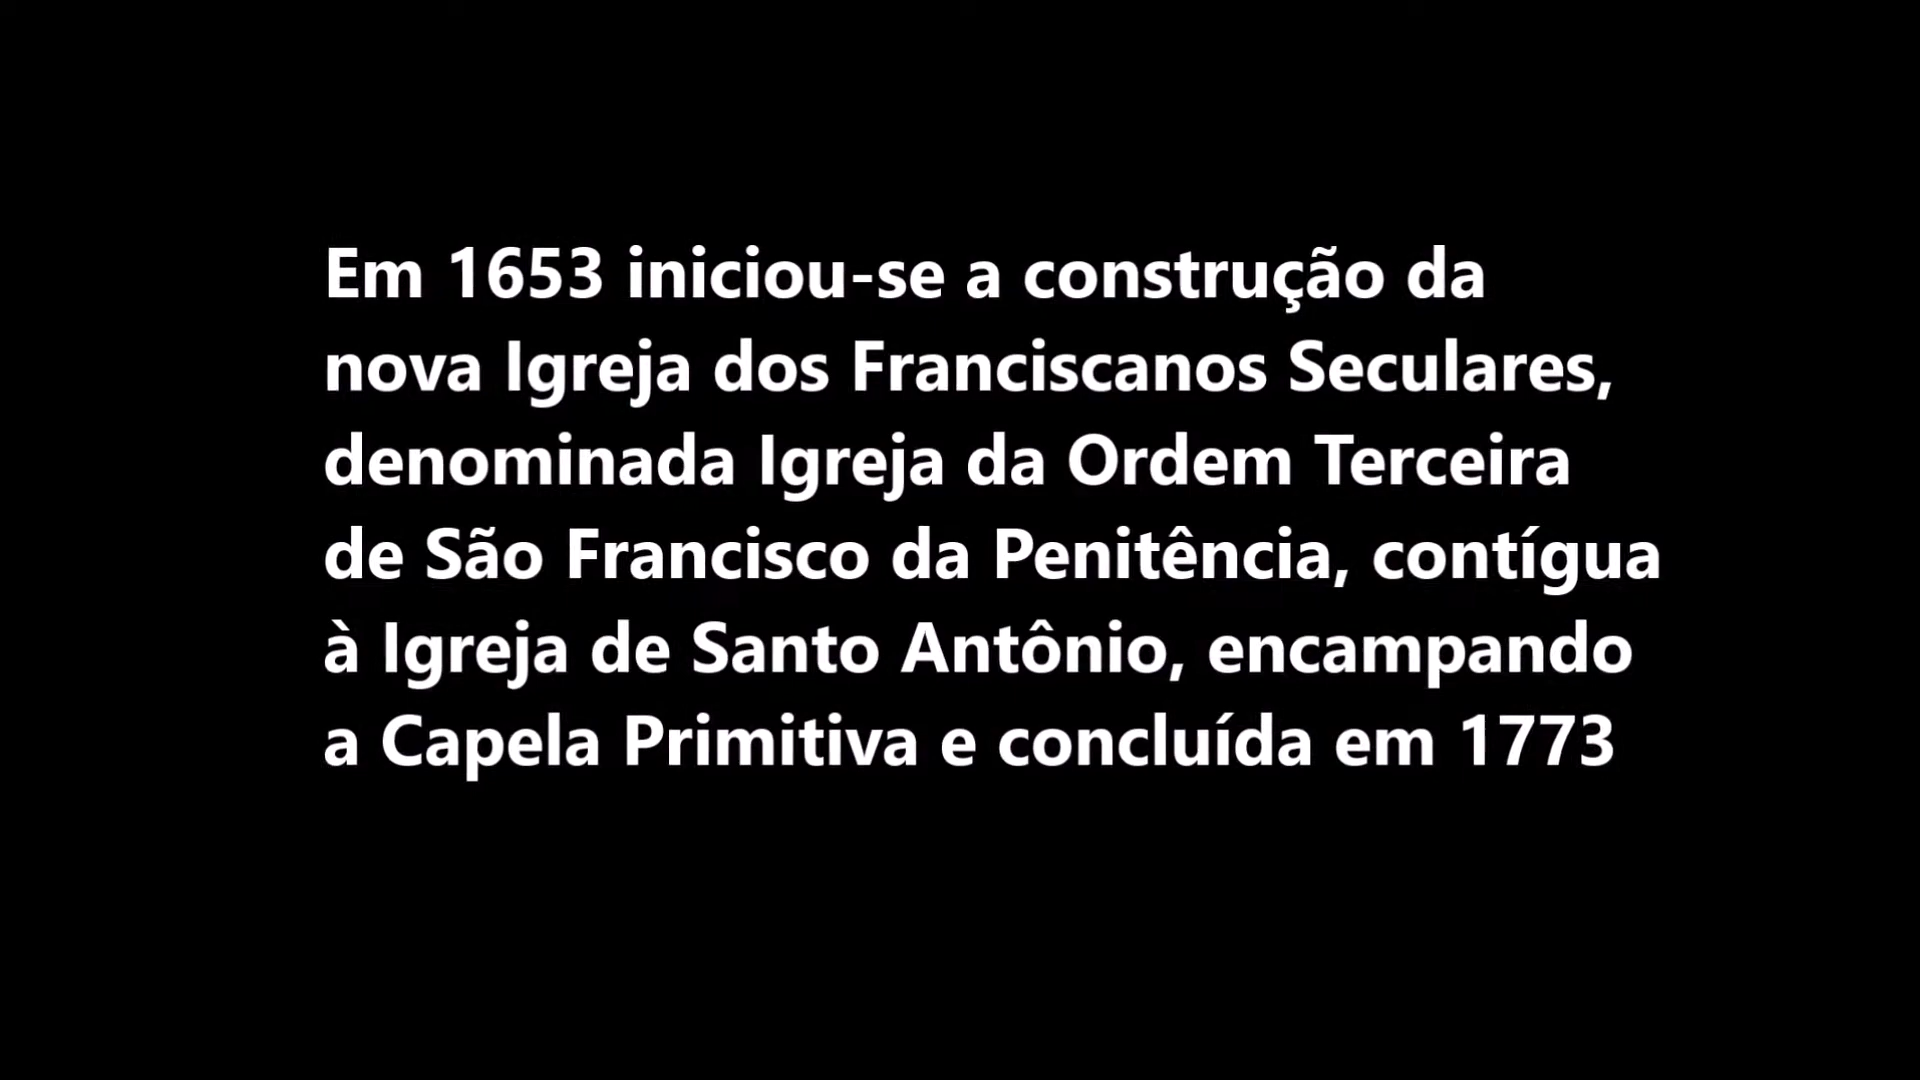 Em 1653 iniciou-se a construção da
nova Igreja dos Franciscanos Seculares,
denominada Igreja da Ordem Terceira
de São Francisco da Penitência, contígua
à Igreja de Santo Antônio, encampando
a Capela Primitiva e concluída em 1773